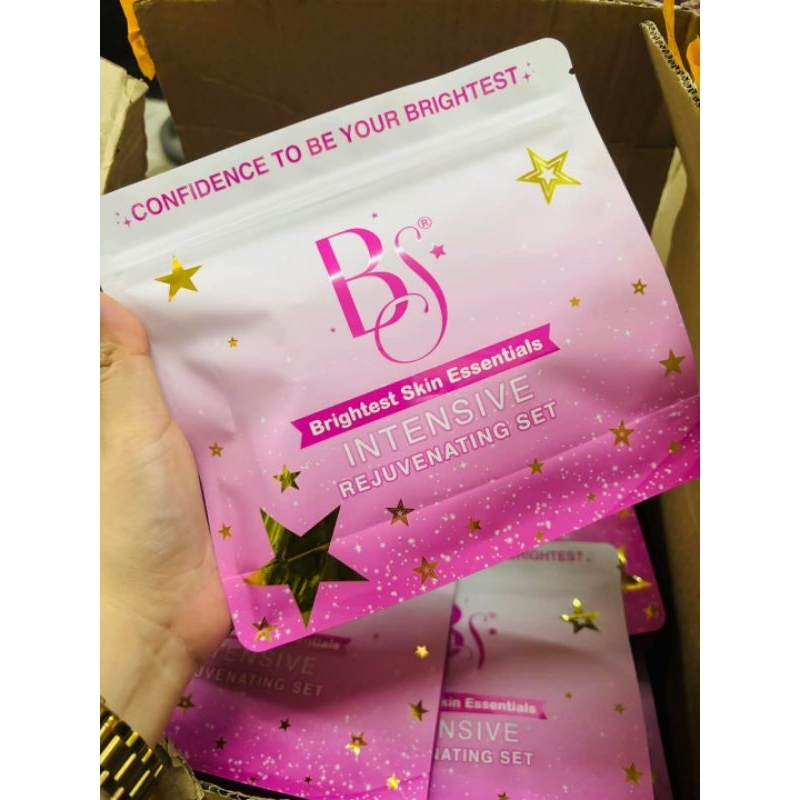 CONFIDENCE TO BE YOUR BRIGHTEST
BS®
Brightest Skin Essentials
INTENSIVE
REJUVENATING SET
BRIGHTEST
BS
Skin Essentials
INTENSIVE
JUVENATING SET
NSIVE
NATING SET